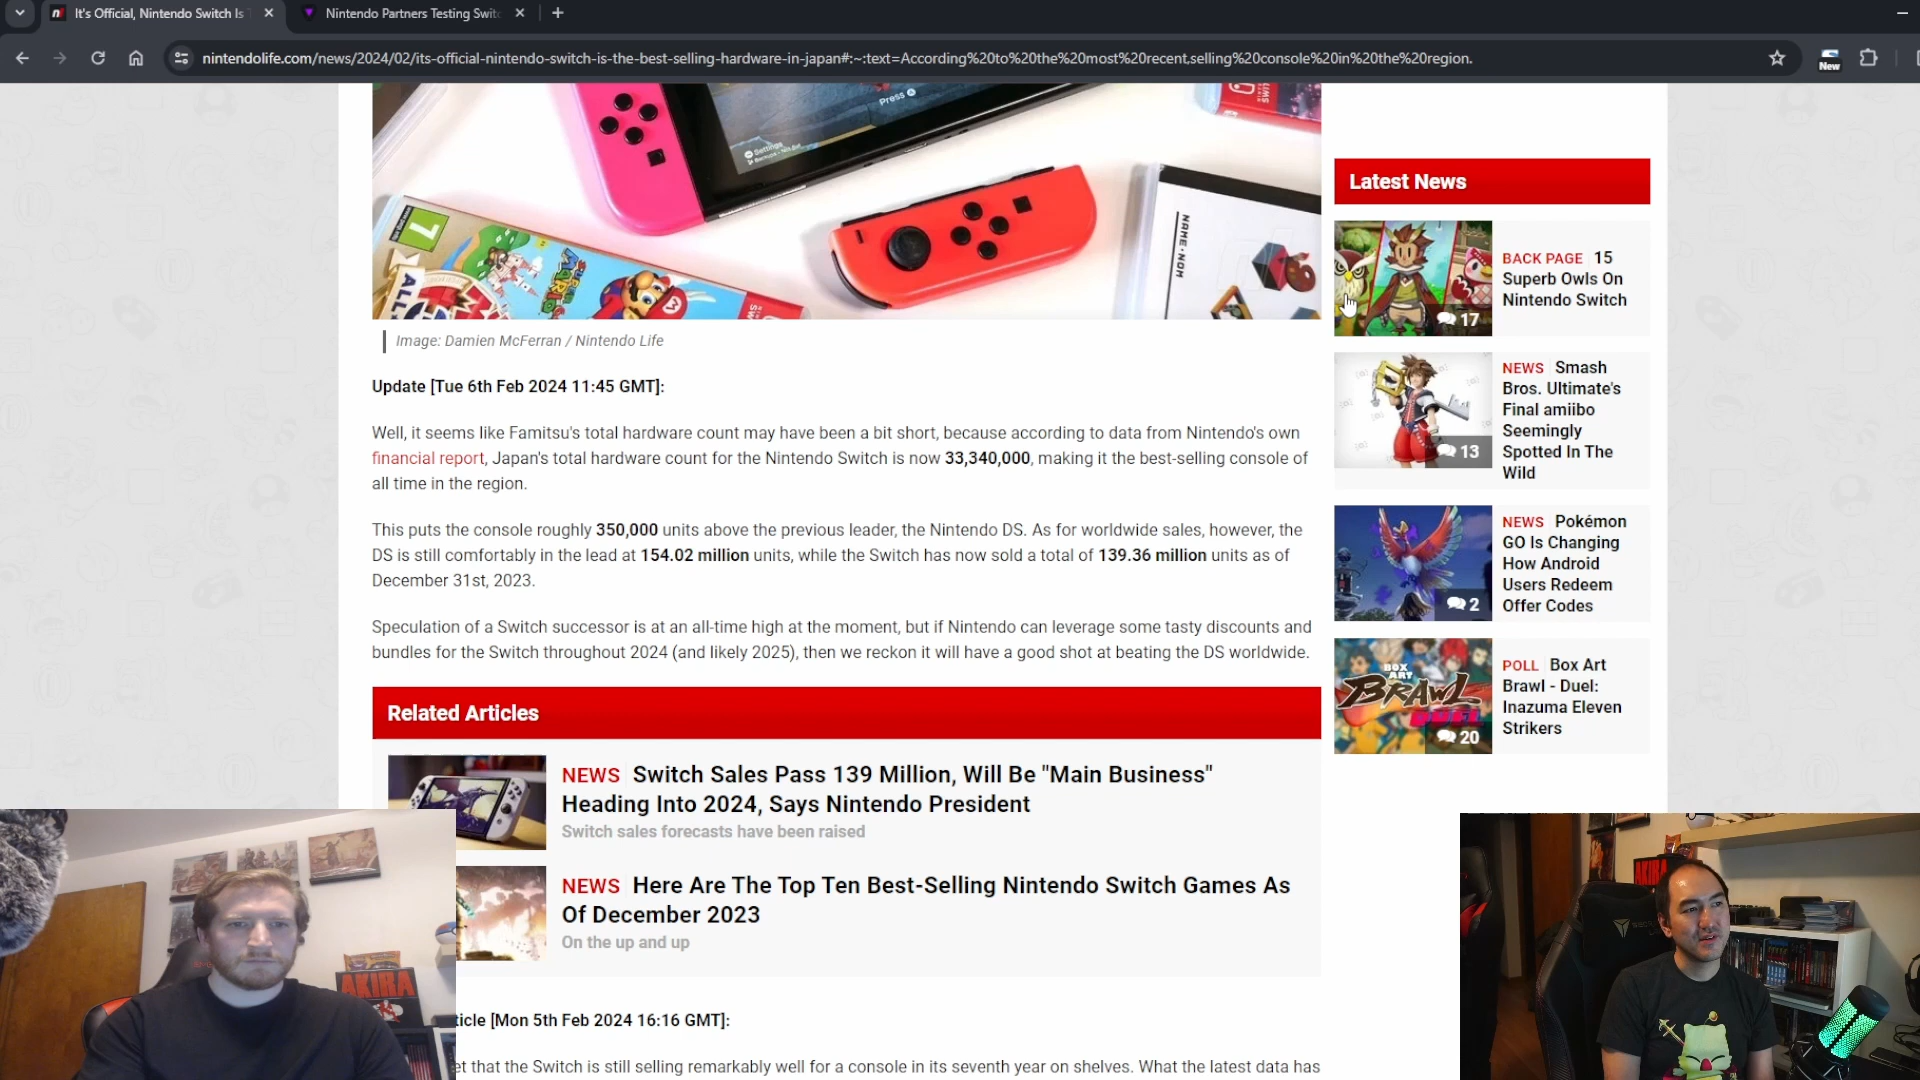 It's Official, Nintendo Switch Is
Nintendo Partners Testing Swit
nintendolife.com/news/2024/02/its-official-nintendo-switch-is-the-best-selling-hardware-in-japan#:~:text=According%20to%20the%20most%20recent,selling%20console%20in%20the%20region.
New
Press
Settings
7
ALL
SUPER MARIO
NAME·NOM
Image: Damien McFerran / Nintendo Life
Update [Tue 6th Feb 2024 11:45 GMT]:
Well, it seems like Famitsu's total hardware count may have been a bit short, because according to data from Nintendo's own
financial report, Japan's total hardware count for the Nintendo Switch is now 33,340,000, making it the best-selling console of
all time in the region.
This puts the console roughly 350,000 units above the previous leader, the Nintendo DS. As for worldwide sales, however, the
DS is still comfortably in the lead at 154.02 million units, while the Switch has now sold a total of 139.36 million units as of
December 31st, 2023.
Speculation of a Switch successor is at an all-time high at the moment, but if Nintendo can leverage some tasty discounts and
bundles for the Switch throughout 2024 (and likely 2025), then we reckon it will have a good shot at beating the DS worldwide.
Related Articles
NEWS Switch Sales Pass 139 Million, Will Be "Main Business"
Heading Into 2024, Says Nintendo President
Switch sales forecasts have been raised
NEWS Here Are The Top Ten Best-Selling Nintendo Switch Games As
Of December 2023
On the up and up
ticle [Mon 5th Feb 2024 16:16 GMT]:
et that the Switch is still selling remarkably well for a console in its seventh year on shelves. What the latest data has
Latest News
17
BACK PAGE 15
Superb Owls On
Nintendo Switch
13
NEWS Smash
Bros. Ultimate's
Final amiibo
Seemingly
Spotted In The
Wild
2
NEWS Pokémon
GO Is Changing
How Android
Users Redeem
Offer Codes
BOX ART
BRAWL
DUEL
20
POLL Box Art
Brawl - Duel:
Inazuma Eleven
Strikers
AKIRA
AKIRA